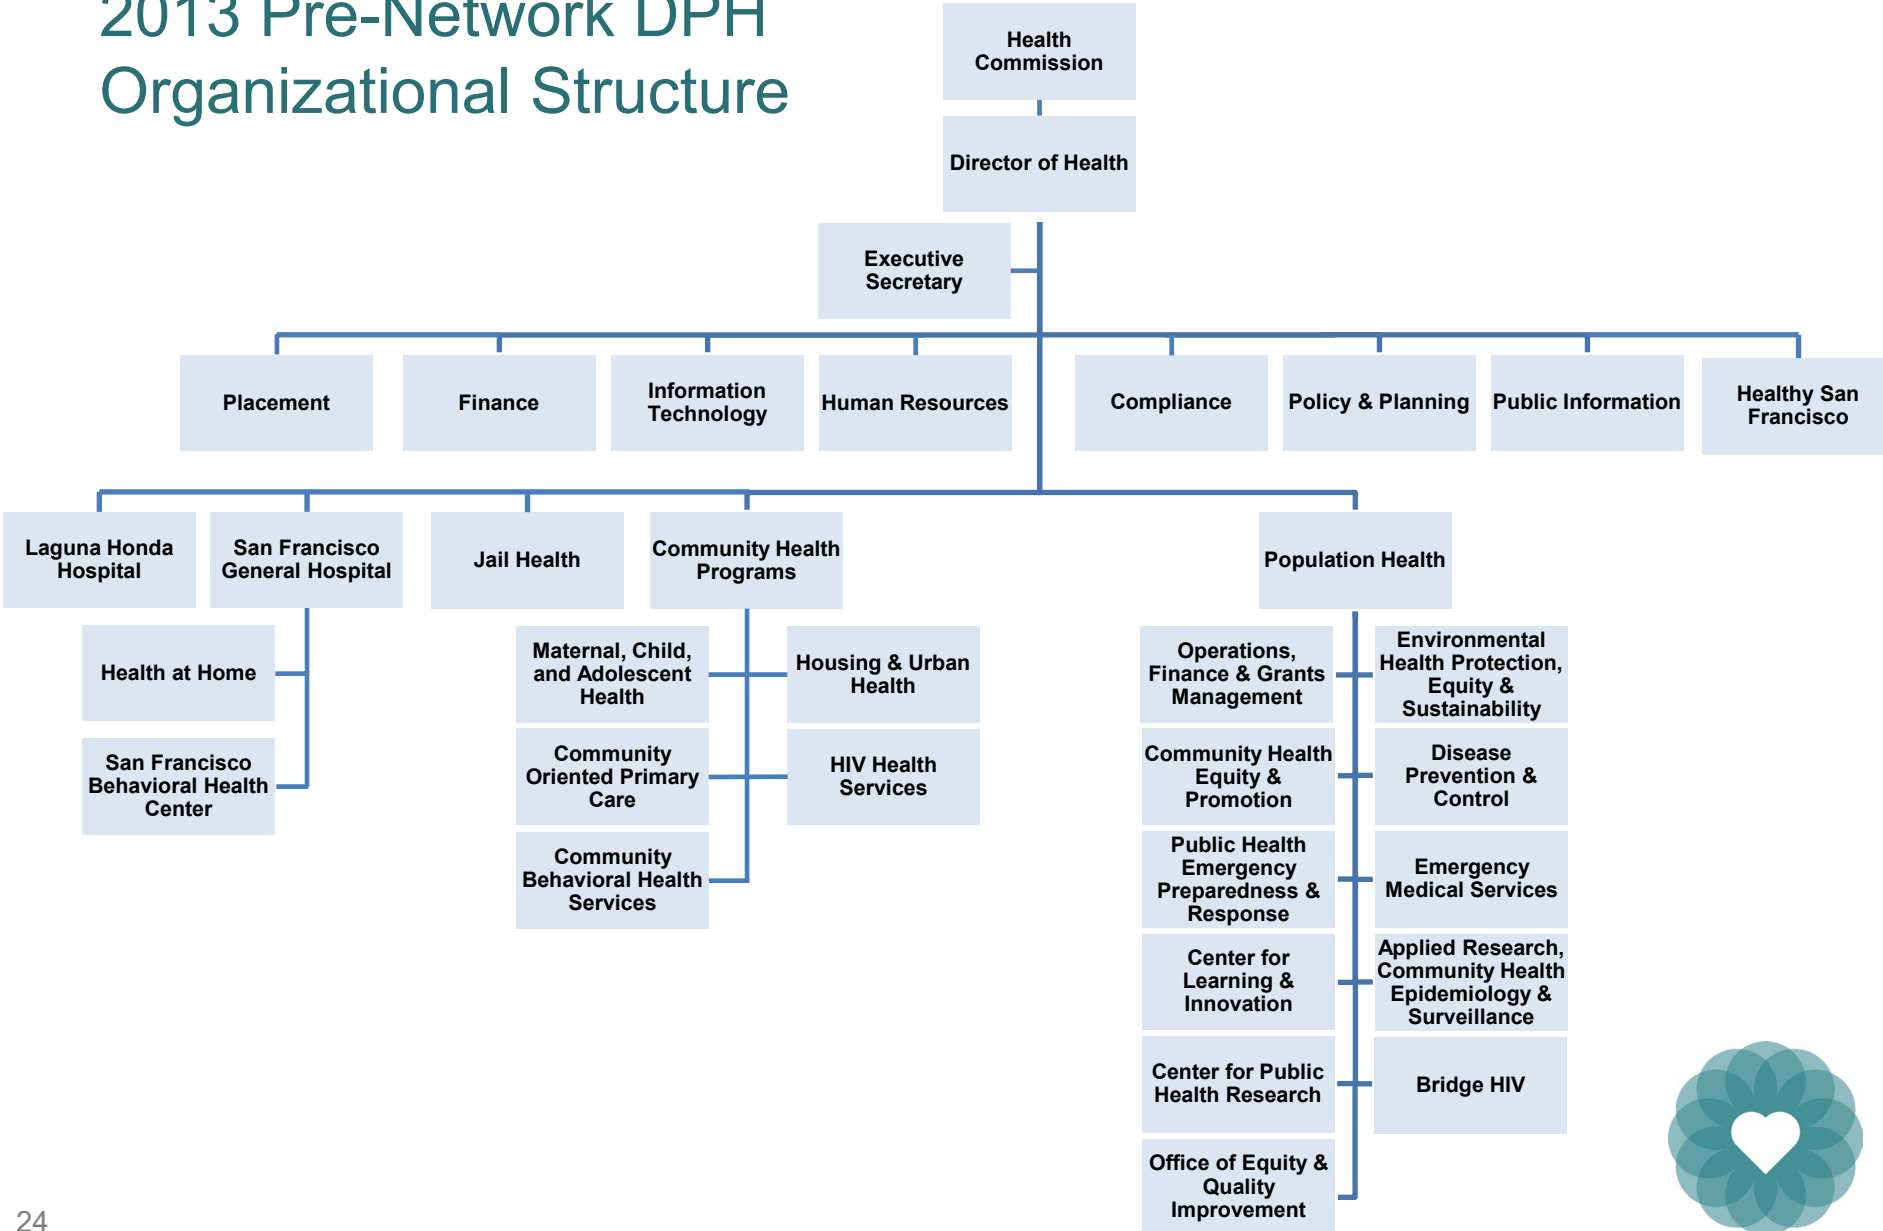 2013 Pre-Network DPH
Organizational Structure
Health
Commission
Director of Health
Executive
Secretary
Placement
Finance
Information
Technology
Human Resources
Compliance
Policy & Planning
Public Information
Healthy San
Francisco
Laguna Honda
Hospital
San Francisco
General Hospital
Jail Health
Community Health
Programs
Population Health
Health at Home
San Francisco
Behavioral Health
Center
Maternal, Child,
and Adolescent
Health
Housing & Urban
Health
Community
Oriented Primary
Care
HIV Health
Services
Community
Behavioral Health
Services
Operations,
Finance & Grants
Management
Environmental
Health Protection,
Equity &
Sustainability
Community Health
Equity &
Promotion
Disease
Prevention &
Control
Public Health
Emergency
Preparedness &
Response
Emergency
Medical Services
Center for
Learning &
Innovation
Applied Research,
Community Health
Epidemiology &
Surveillance
Center for Public
Health Research
Bridge HIV
Office of Equity &
Quality
Improvement
24